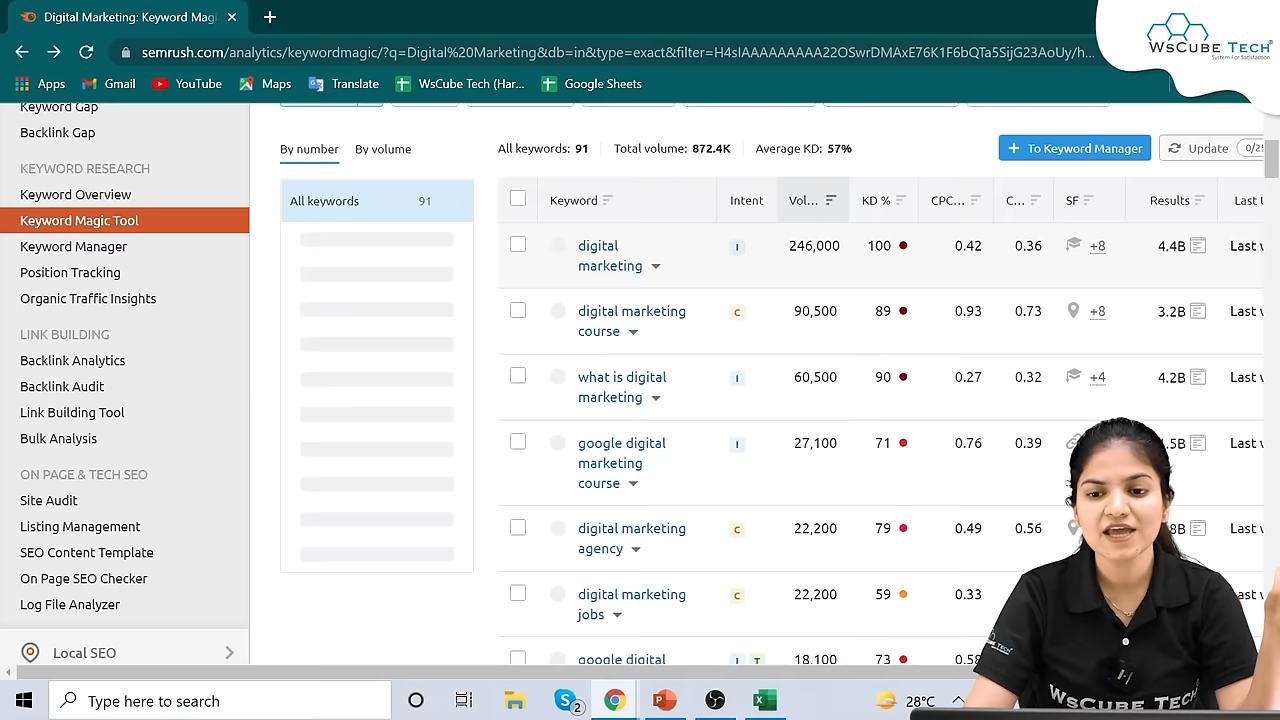 Digital Marketing: Keyword Magi
semrush.com/analytics/keywordmagic/?q=Digital%20Marketing&db=in&type=exact&filter=H4sIAAAAAAAA22OSwrDMAxE76K1F6bQTa5SijG23AoUy/h...
WsCube Tech
System For Satisfaction
Apps Gmail YouTube Maps Translate WsCube Tech (Har... Google Sheets
Keyword Gap
Backlink Gap
KEYWORD RESEARCH
Keyword Overview
Keyword Magic Tool
Keyword Manager
Position Tracking
Organic Traffic Insights
LINK BUILDING
Backlink Analytics
Backlink Audit
Link Building Tool
Bulk Analysis
ON PAGE & TECH SEO
Site Audit
Listing Management
SEO Content Template
On Page SEO Checker
Log File Analyzer
Local SEO
By number By volume All keywords: 91 Total volume: 872.4K Average KD: 57% + To Keyword Manager Update
All keywords 91
Keyword Intent Vol... KD % CPC... C... SF Results Last
digital marketing I 246,000 100 0.42 0.36 +8 4.4B Last
digital marketing course C 90,500 89 0.93 0.73 +8 3.2B Last
what is digital marketing I 60,500 90 0.27 0.32 +4 4.2B Last
google digital marketing course I 27,100 71 0.76 0.39 Last
digital marketing agency C 22,200 79 0.49 0.56 Last
digital marketing jobs C 22,200 59 0.33
google digital I T 18,100 73
WsCube Tech
Type here to search 2 28°C